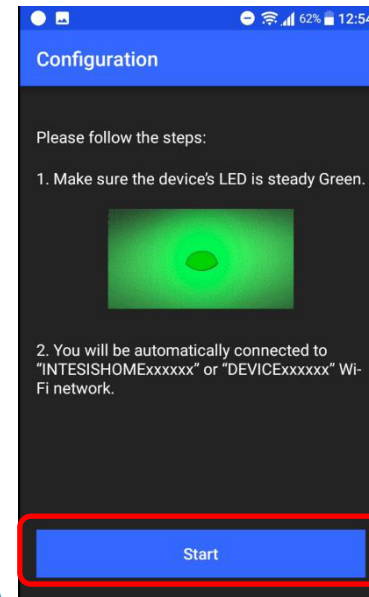 62% 12:54
Configuration
Please follow the steps:
1. Make sure the device's LED is steady Green.
2. You will be automatically connected to
“INTESISHOMExxxxxx” or “DEVICExxxxxx” Wi-
Fi network.
Start